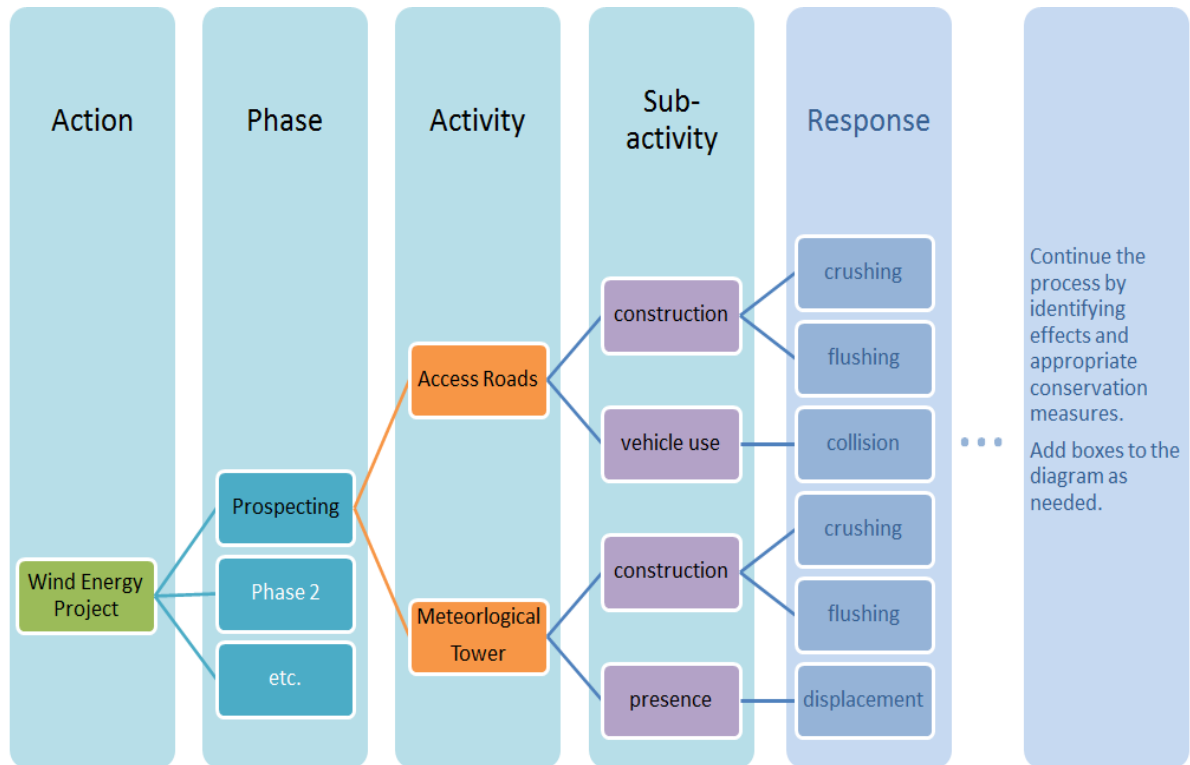 Action
Phase
Activity
Sub-
activity
Response
Wind Energy
Project
Prospecting
Phase 2
etc.
Access Roads
Meteorlogical
Tower
construction
vehicle use
construction
presence
crushing
flushing
collision
crushing
flushing
displacement
...
Continue the
process by
identifying
effects and
appropriate
conservation
measures.
Add boxes to the
diagram as
needed.